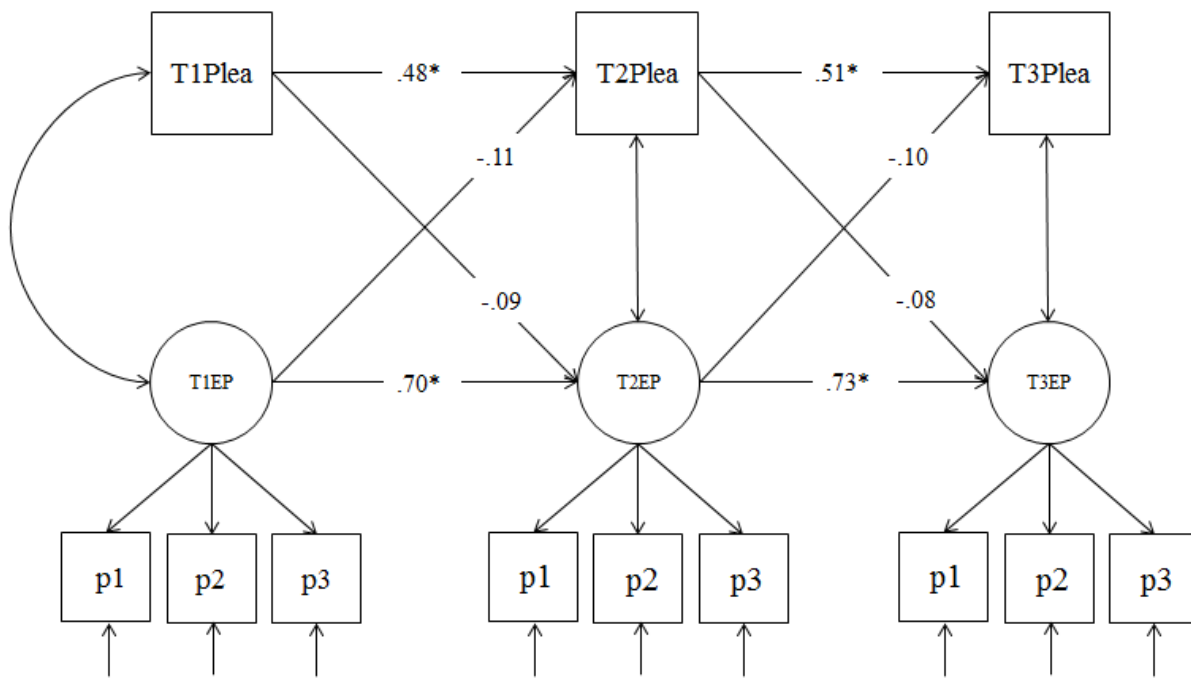 T1Plea
.48*
T2Plea
.51*
T3Plea
-.11
-.10
-.09
-.08
T1EP
.70*
T2EP
.73*
T3EP
p1
p2
p3
p1
p2
p3
p1
p2
p3